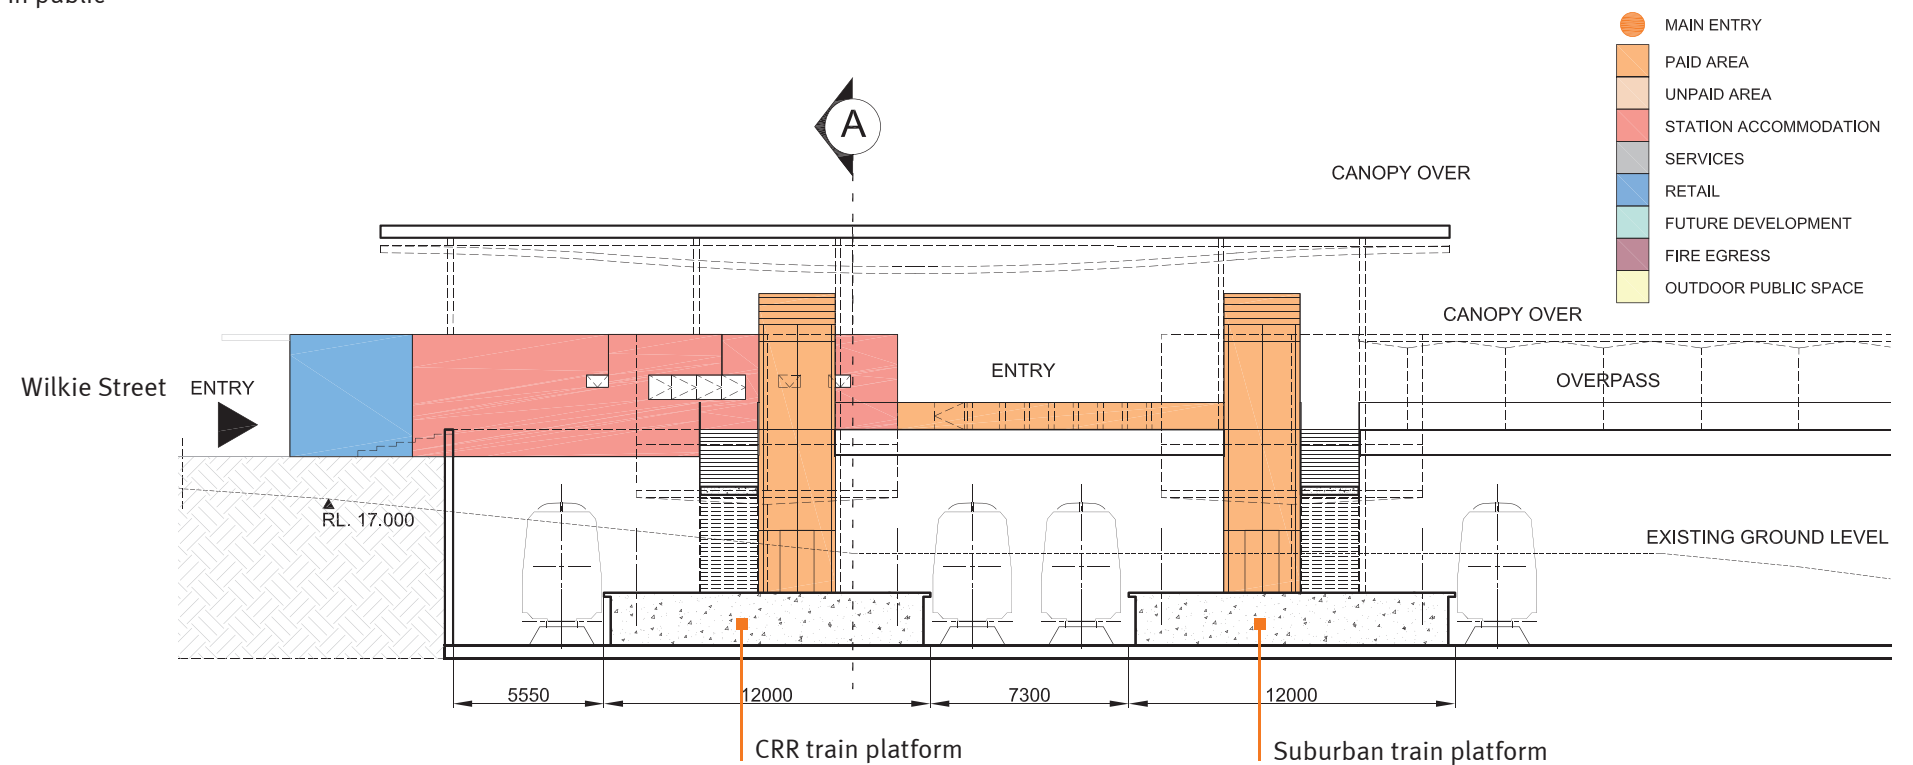 in public
MAIN ENTRY
PAID AREA
UNPAID AREA
STATION ACCOMMODATION
SERVICES
RETAIL
FUTURE DEVELOPMENT
FIRE EGRESS
OUTDOOR PUBLIC SPACE
A
CANOPY OVER
CANOPY OVER
Wilkie Street
ENTRY
ENTRY
OVERPASS
RL. 17.000
EXISTING GROUND LEVEL
5550
12000
7300
12000
CRR train platform
Suburban train platform